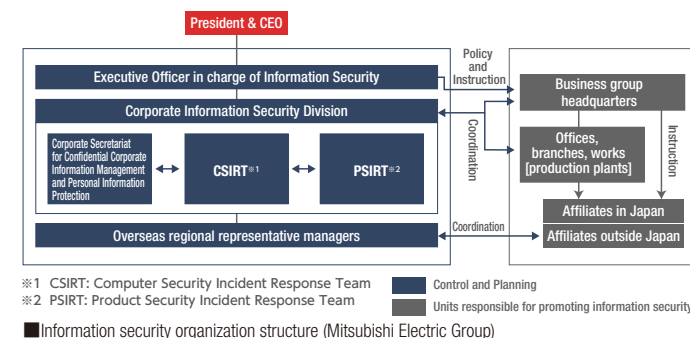 President & CEO
Executive Officer in charge of Information Security
Corporate Information Security Division
Corporate Secretariat
for Confidential Corporate
Information Management
and Personal Information
Protection
CSIRT※1
PSIRT※2
Overseas regional representative managers
Policy
and
Instruction
Coordination
Coordination
Business group
headquarters
Offices,
branches, works
[production plants]
Instruction
Affiliates in Japan
Affiliates outside Japan
※1 CSIRT: Computer Security Incident Response Team
※2 PSIRT: Product Security Incident Response Team
Control and Planning
Units responsible for promoting information security
■Information security organization structure (Mitsubishi Electric Group)